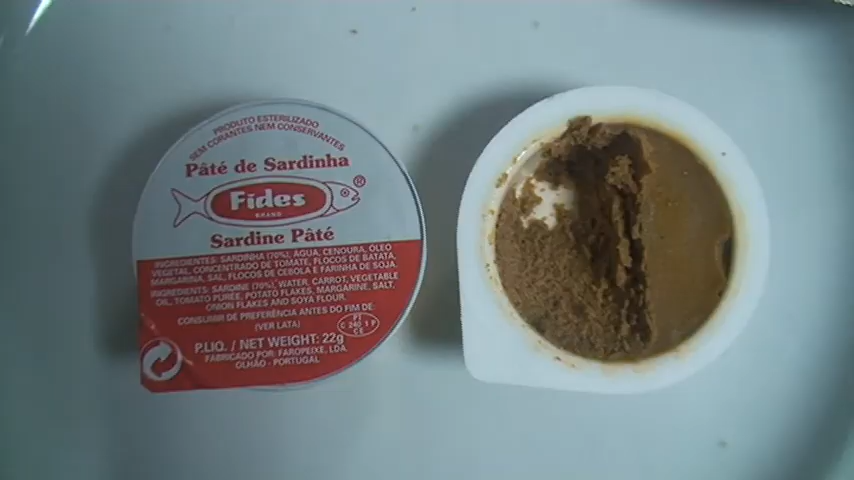 PRODUTO ESTERILIZADO
SEM CORANTES NEM CONSERVANTES
Pâté de Sardinha
Fides ®
BRAND
Sardine Pâté
INGREDIENTES: SARDINHA (70%), ÁGUA, CENOURA, ÓLEO
VEGETAL, CONCENTRADO DE TOMATE, FLOCOS DE BATATA,
MARGARINA, SAL, FLOCOS DE CEBOLA E FARINHA DE SOJA.
INGREDIENTS: SARDINE (70%), WATER, CARROT, VEGETABLE
OIL, TOMATO PURÉE, POTATO FLAKES, MARGARINE, SALT,
ONION FLAKES AND SOYA FLOUR.
CONSUMIR DE PREFERÊNCIA ANTES DO FIM DE:
(VER LATA)
PT
C 240 1 P
CE
P.LIQ. / NET WEIGHT: 22g
FABRICADO POR: FAROPEIXE, LDA.
OLHÃO - PORTUGAL